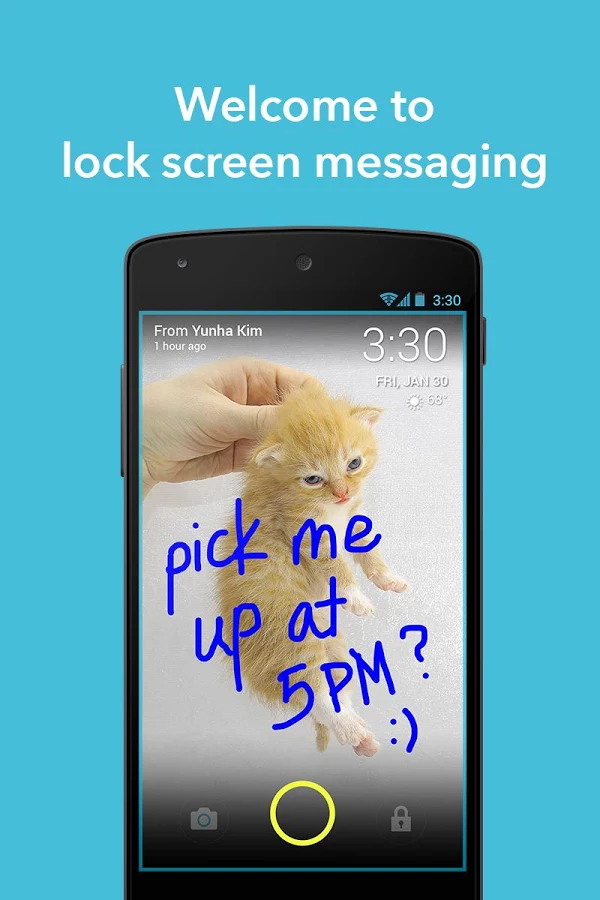 Welcome to
lock screen messaging
3:30
From Yunha Kim
1 hour ago
3:30
FRI, JAN 30
68°
pick me
up at
5PM?
:)